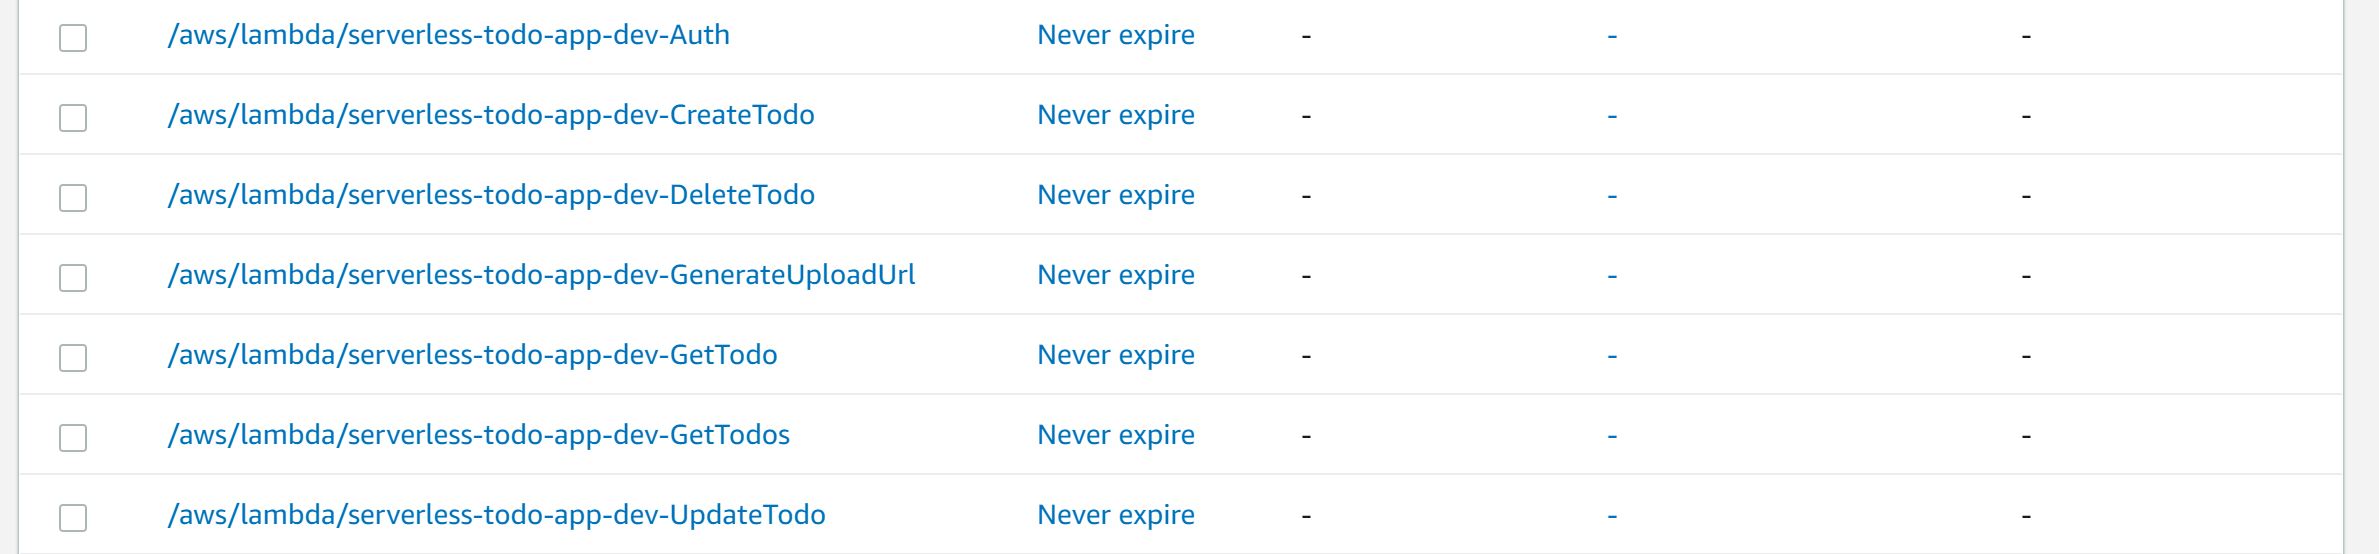 /aws/lambda/serverless-todo-app-dev-Auth Never expire - - -
/aws/lambda/serverless-todo-app-dev-CreateTodo Never expire - - -
/aws/lambda/serverless-todo-app-dev-DeleteTodo Never expire - - -
/aws/lambda/serverless-todo-app-dev-GenerateUploadUrl Never expire - - -
/aws/lambda/serverless-todo-app-dev-GetTodo Never expire - - -
/aws/lambda/serverless-todo-app-dev-GetTodos Never expire - - -
/aws/lambda/serverless-todo-app-dev-UpdateTodo Never expire - - -